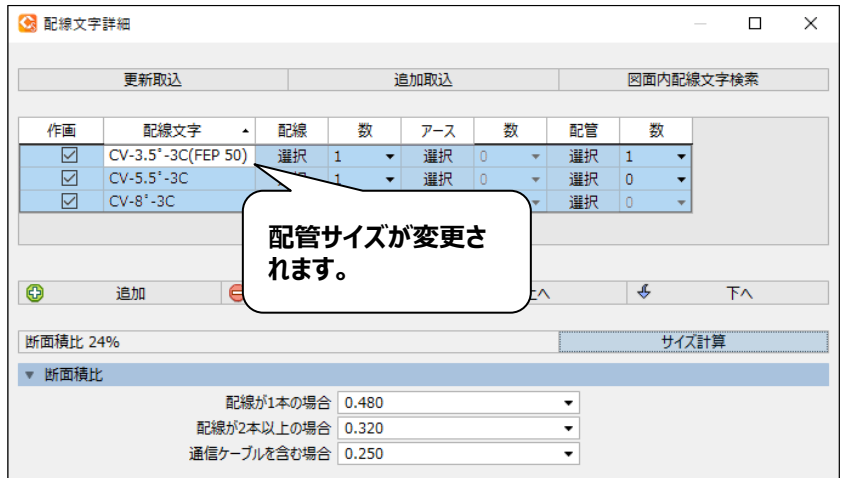 配線文字詳細
更新取込 追加取込 図面内配線文字検索
作画 配線文字 配線 数 アース 数 配管 数
CV-3.5°-3C(FEP 50) 選択 1 選択 0 選択 1
CV-5.5°-3C 1 選択 0 選択 0
CV-8°-3C 選択 0
配管サイズが変更さ
れます。
追加 下へ
断面積比 24% サイズ計算
断面積比
配線が1本の場合 0.480
配線が2本以上の場合 0.320
通信ケーブルを含む場合 0.250